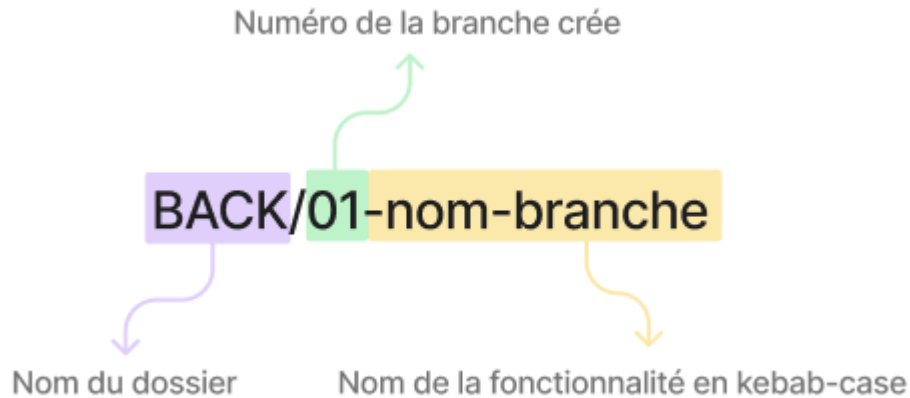 Numéro de la branche crée
BACK/01-nom-branche
Nom du dossier
Nom de la fonctionnalité en kebab-case